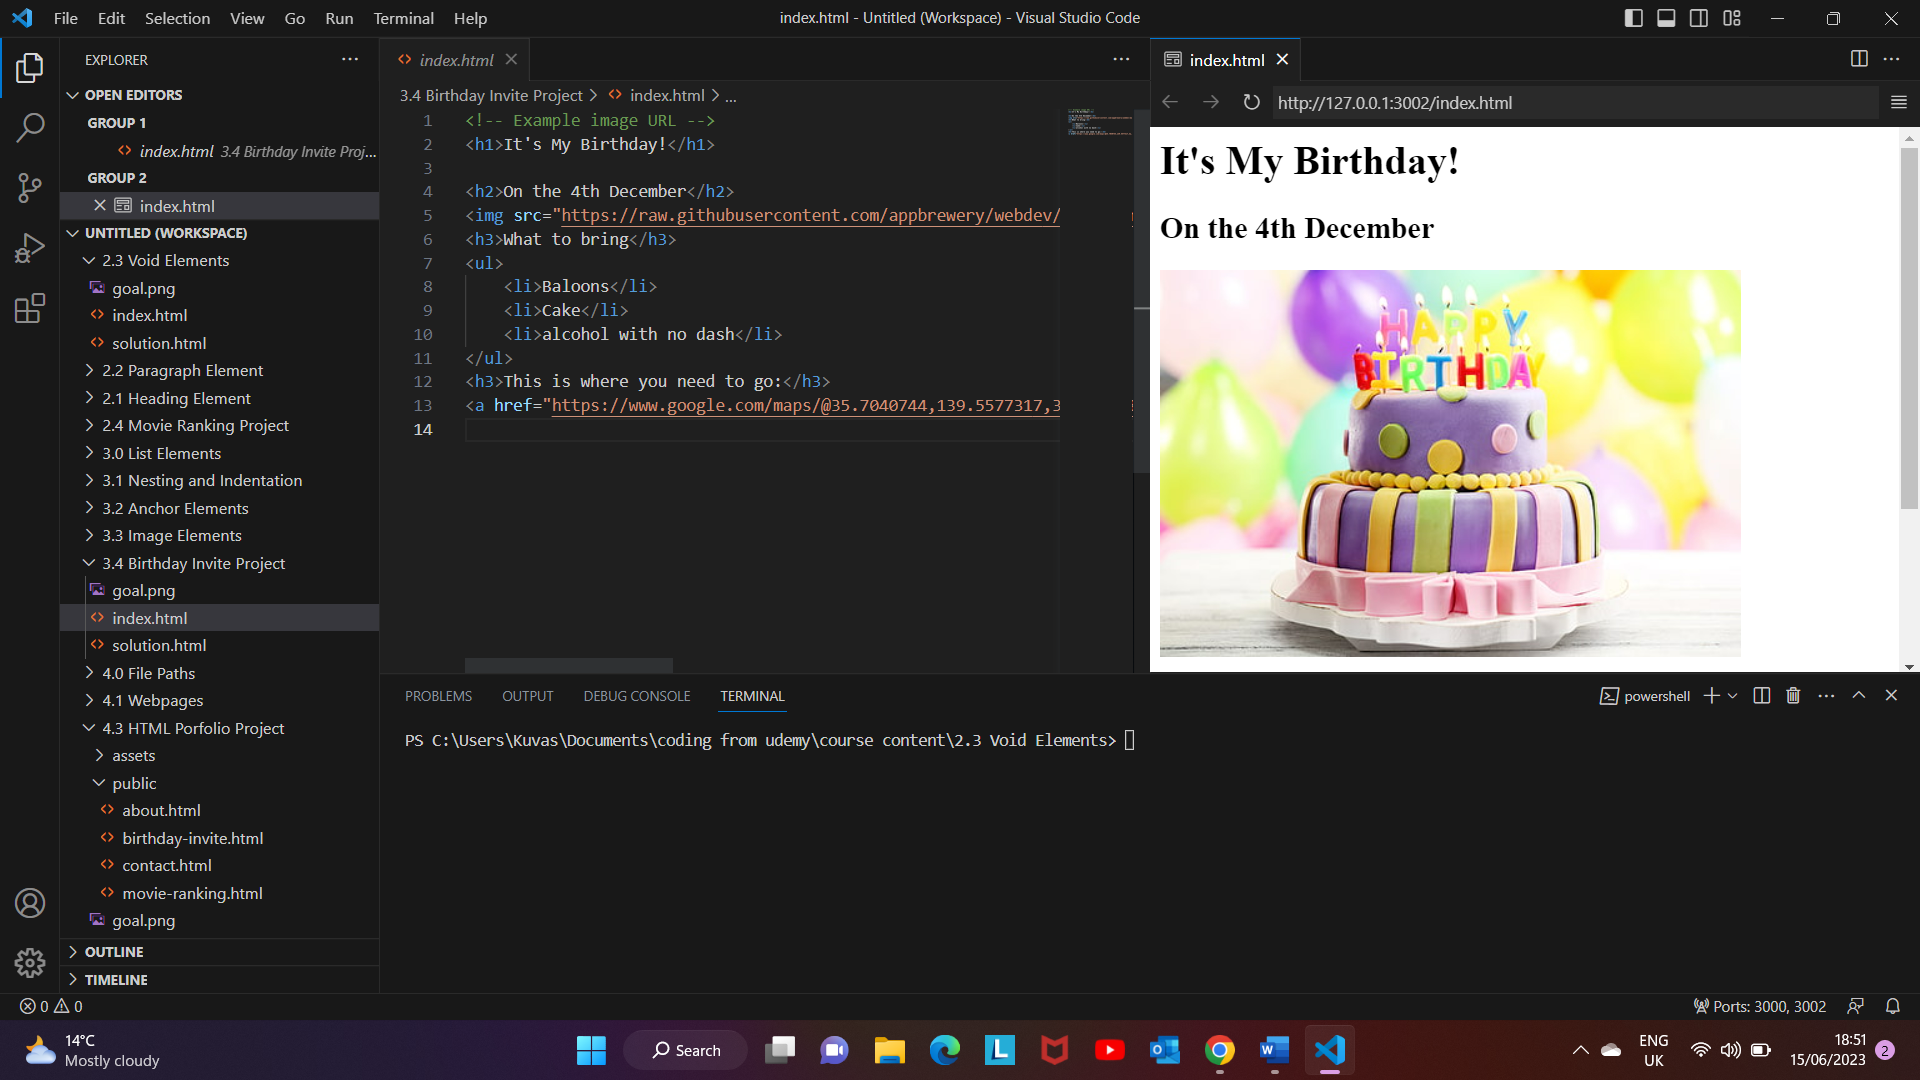 File Edit Selection View Go Run Terminal Help
index.html - Untitled (Workspace) - Visual Studio Code
EXPLORER
OPEN EDITORS
GROUP 1
index.html 3.4 Birthday Invite Proj...
GROUP 2
index.html
UNTITLED (WORKSPACE)
2.3 Void Elements
goal.png
index.html
solution.html
2.2 Paragraph Element
2.1 Heading Element
2.4 Movie Ranking Project
3.0 List Elements
3.1 Nesting and Indentation
3.2 Anchor Elements
3.3 Image Elements
3.4 Birthday Invite Project
goal.png
index.html
solution.html
4.0 File Paths
4.1 Webpages
4.3 HTML Porfolio Project
assets
public
about.html
birthday-invite.html
contact.html
movie-ranking.html
goal.png
OUTLINE
TIMELINE
index.html
3.4 Birthday Invite Project > index.html > ...
1 <!-- Example image URL -->
2 <h1>It's My Birthday!</h1>
3
4 <h2>On the 4th December</h2>
5 <img src="https://raw.githubusercontent.com/appbrewery/webdev/
6 <h3>What to bring</h3>
7 <ul>
8 <li>Baloons</li>
9 <li>Cake</li>
10 <li>alcohol with no dash</li>
11 </ul>
12 <h3>This is where you need to go:</h3>
13 <a href="https://www.google.com/maps/@35.7040744,139.5577317,3
14
index.html
http://127.0.0.1:3002/index.html
It's My Birthday!
On the 4th December
HAPPY
BIRTHDAY
PROBLEMS OUTPUT DEBUG CONSOLE TERMINAL
powershell
PS C:\Users\Kuvas\Documents\coding from udemy\course content\2.3 Void Elements>
0 0
Ports: 3000, 3002
14°C
Mostly cloudy
Search
ENG
UK
18:51
15/06/2023
2